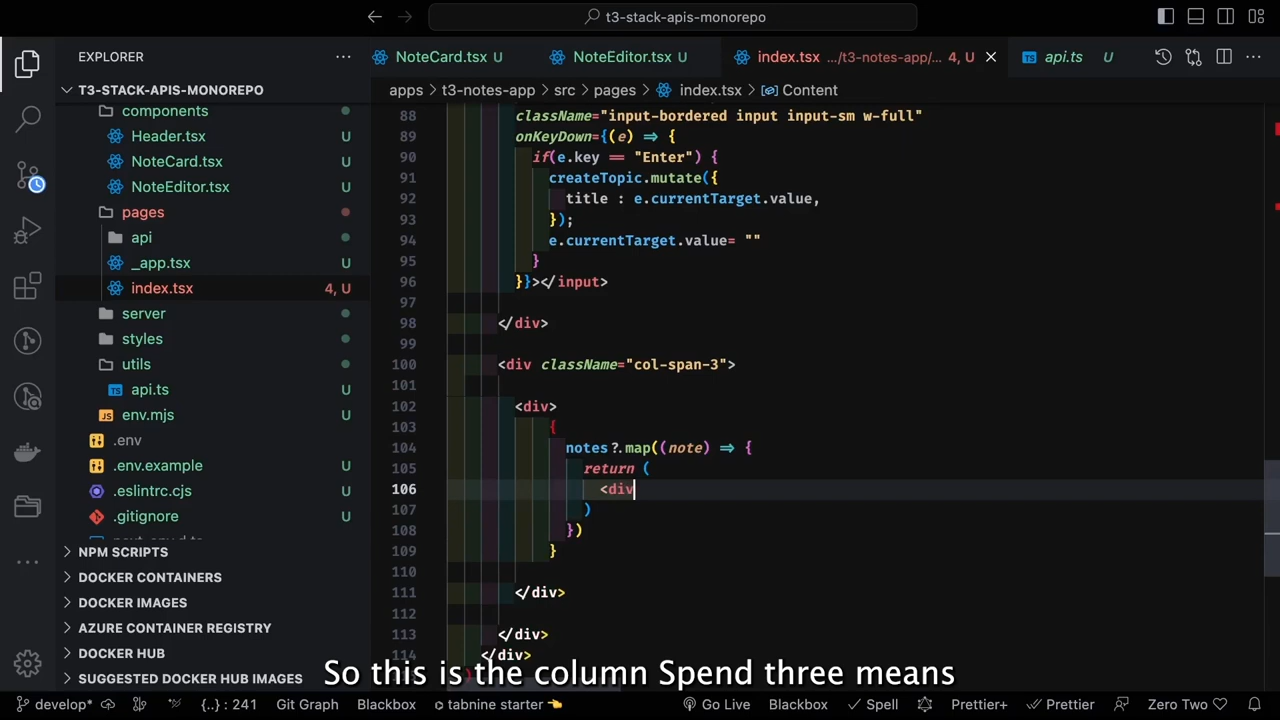 t3-stack-apis-monorepo
EXPLORER
T3-STACK-APIS-MONOREPO
components
Header.tsx U
NoteCard.tsx U
NoteEditor.tsx U
pages
api
_app.tsx U
index.tsx 4, U
server
styles
utils
api.ts U
env.mjs U
.env
.env.example U
.eslintrc.cjs U
.gitignore U
NPM SCRIPTS
DOCKER CONTAINERS
DOCKER IMAGES
AZURE CONTAINER REGISTRY
DOCKER HUB
SUGGESTED DOCKER HUB IMAGES
NoteCard.tsx U NoteEditor.tsx U index.tsx .../t3-notes-app/... 4, U api.ts U
apps > t3-notes-app > src > pages > index.tsx > Content
88 className="input-bordered input input-sm w-full"
89 onKeyDown={(e) => {
90 if(e.key == "Enter") {
91 createTopic.mutate({
92 title : e.currentTarget.value,
93 });
94 e.currentTarget.value= ""
95 }
96 }}></input>
97
98 </div>
99
100 <div className="col-span-3">
101
102 <div>
103 {
104 notes?.map((note) => {
105 return (
106 <div
107 )
108 })
109 }
110
111 </div>
112
113 </div>
114 </div>
So this is the column Spend three means
develop* {..} : 241 Git Graph Blackbox tabnine starter Go Live Blackbox Spell Prettier+ Prettier Zero Two